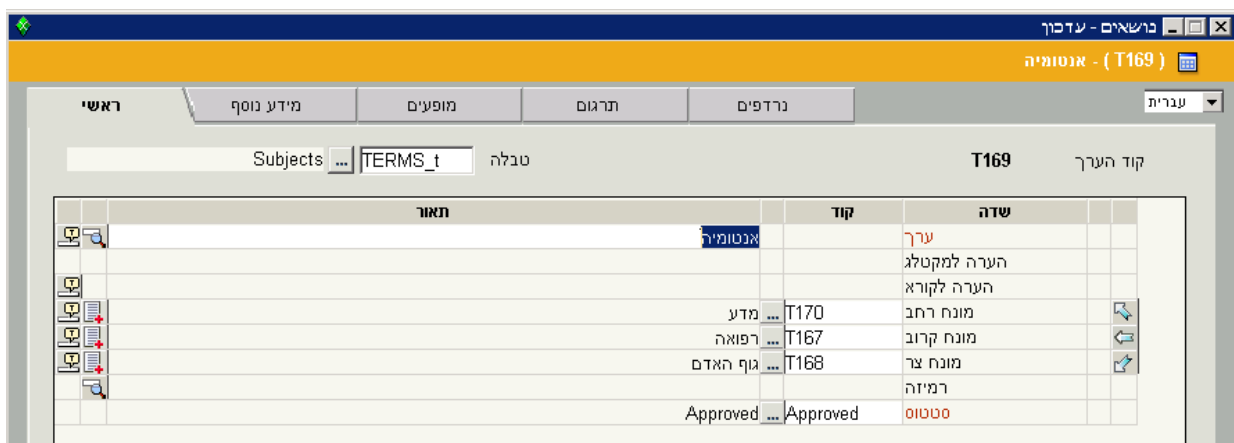 נושאים - עדכון
( T169 ) - אנטומיה
עברית
נרדפים תרגום מופעים מידע נוסף ראשי
קוד הערך T169 טבלה TERMS_t ... Subjects
שדה קוד תאור
ערך אנטומיה
הערה למקטלג
הערה לקורא
מונח רחב T170 ... מדע
מונח קרוב T167 ... רפואה
מונח צר T168 ... גוף האדם
רמיזה
סטטוס Approved ... Approved